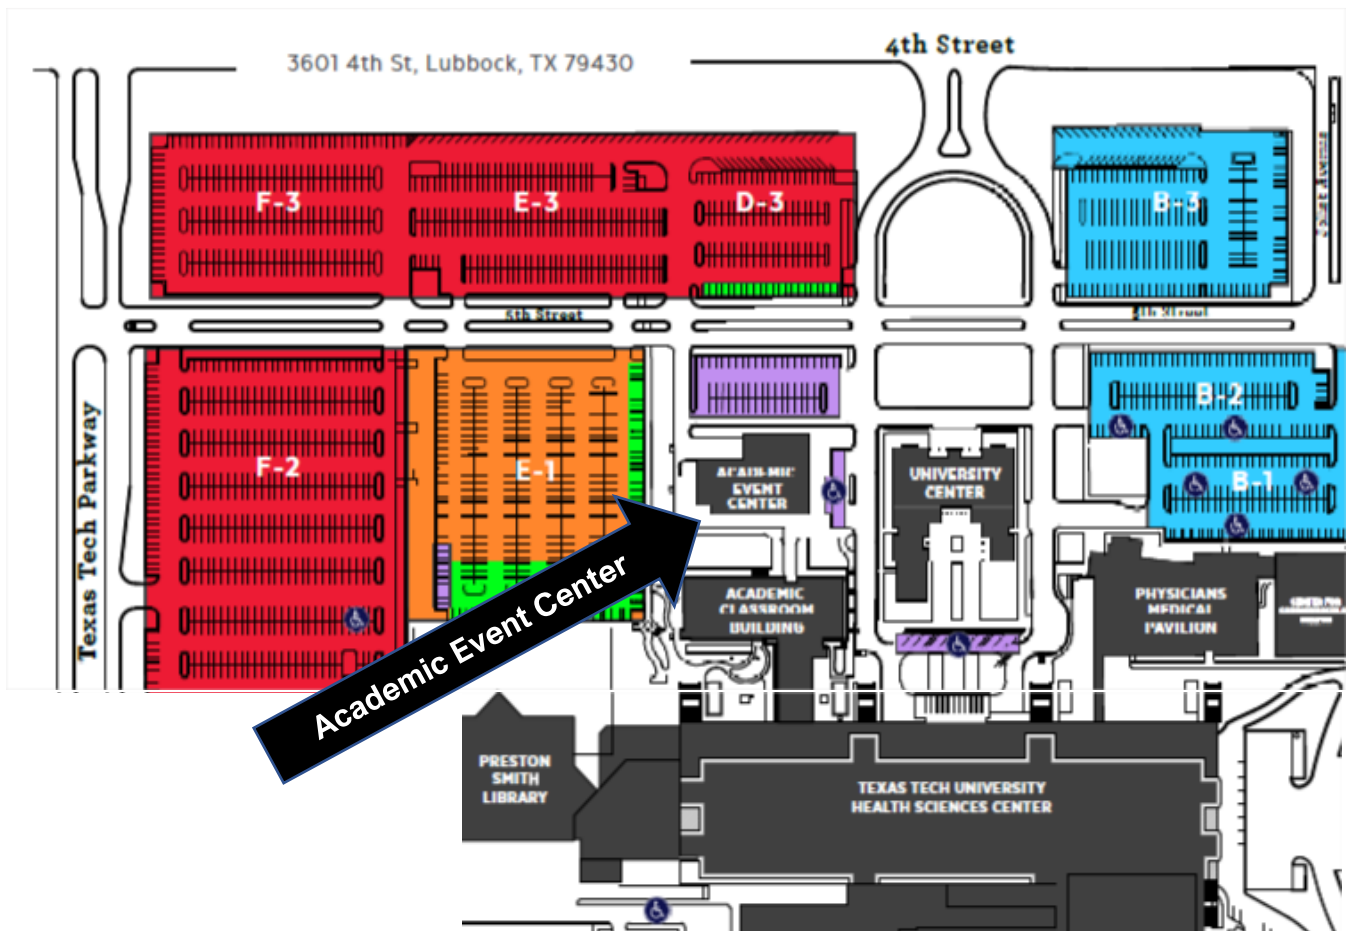 4th Street
3601 4th St, Lubbock, TX 79430
F-3
E-3
D-3
B-3
5th Street
5th Street
Texas Tech Parkway
F-2
E-1
B-2
B-1
ACADEMIC
EVENT
CENTER
UNIVERSITY
CENTER
Academic Event Center
ACADEMIC
CLASSROOM
BUILDING
PHYSICIANS
MEDICAL
PAVILION
PRESTON
SMITH
LIBRARY
TEXAS TECH UNIVERSITY
HEALTH SCIENCES CENTER